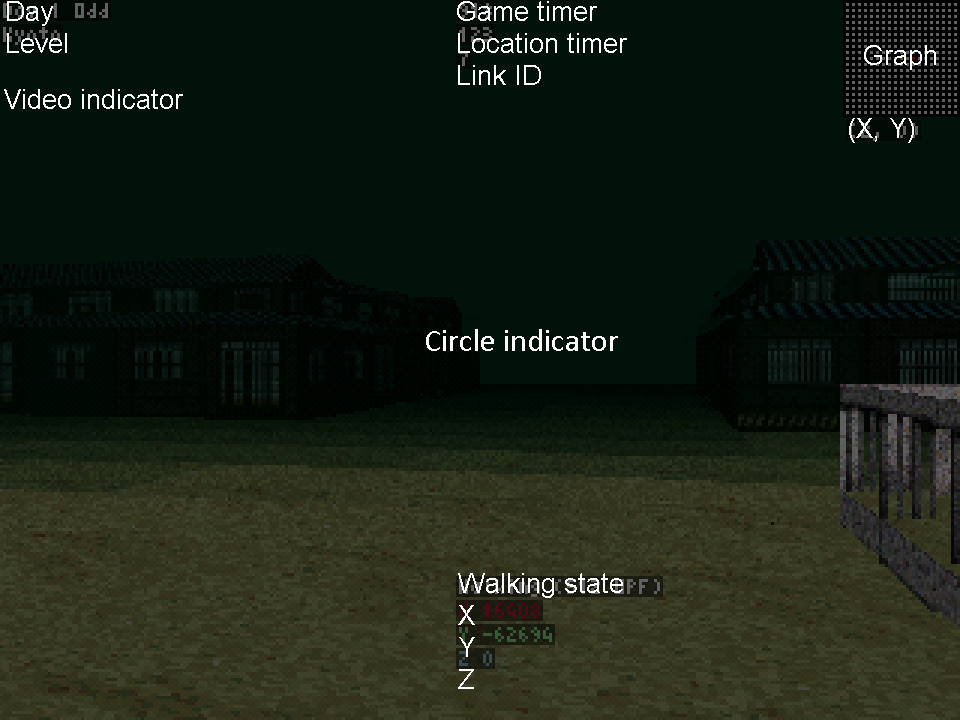 Day
Level
Video indicator
Game timer
Location timer
Link ID
Graph
(X, Y)
Circle indicator
Walking state
X
Y -62694
Z 0